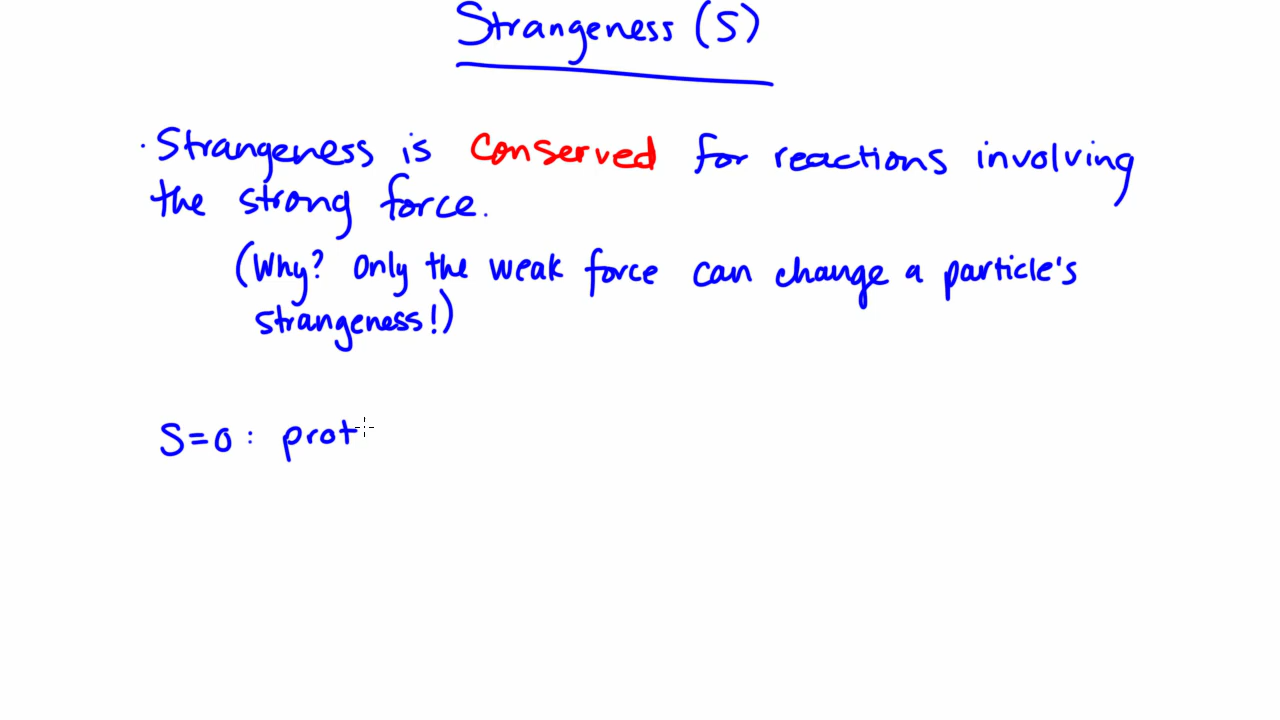 Strangeness (S)
· Strangeness is conserved for reactions involving
the strong force.
(Why? Only the weak force can change a particle's
strangeness!)
S=0: prot